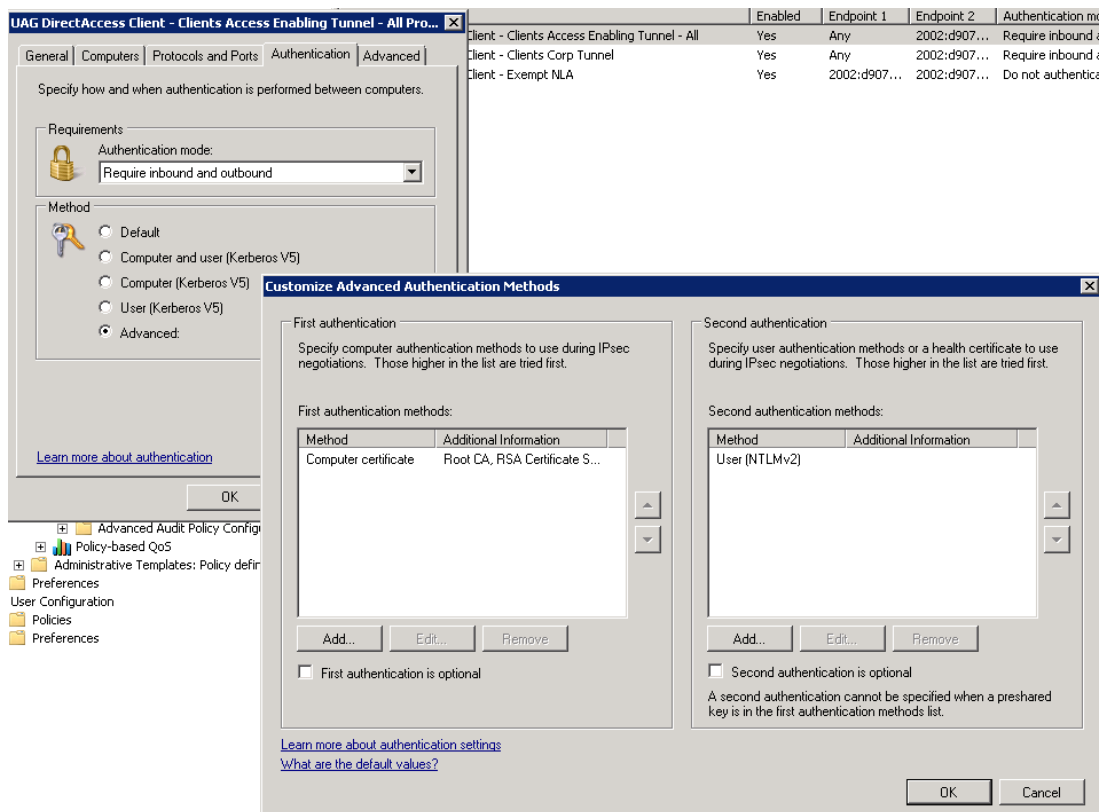 UAG DirectAccess Client - Clients Access Enabling Tunnel - All Pro...
General Computers Protocols and Ports Authentication Advanced
Specify how and when authentication is performed between computers.
Requirements
Authentication mode:
Require inbound and outbound
Method
Default
Computer and user (Kerberos V5)
Computer (Kerberos V5)
User (Kerberos V5)
Advanced:
Learn more about authentication
OK
Enabled Endpoint 1 Endpoint 2 Authentication mo
Client - Clients Access Enabling Tunnel - All Yes Any 2002:d907... Require inbound a
Client - Clients Corp Tunnel Yes Any 2002:d907... Require inbound a
Client - Exempt NLA Yes 2002:d907... 2002:d907... Do not authentica
Advanced Audit Policy Configu
Policy-based QoS
Administrative Templates: Policy defin
Preferences
User Configuration
Policies
Preferences
Customize Advanced Authentication Methods
First authentication
Specify computer authentication methods to use during IPsec
negotiations. Those higher in the list are tried first.
First authentication methods:
Method Additional Information
Computer certificate Root CA, RSA Certificate S...
Add... Edit... Remove
First authentication is optional
Second authentication
Specify user authentication methods or a health certificate to use
during IPsec negotiations. Those higher in the list are tried first.
Second authentication methods:
Method Additional Information
User (NTLMv2)
Add... Edit... Remove
Second authentication is optional
A second authentication cannot be specified when a preshared
key is in the first authentication methods list.
Learn more about authentication settings
What are the default values?
OK Cancel